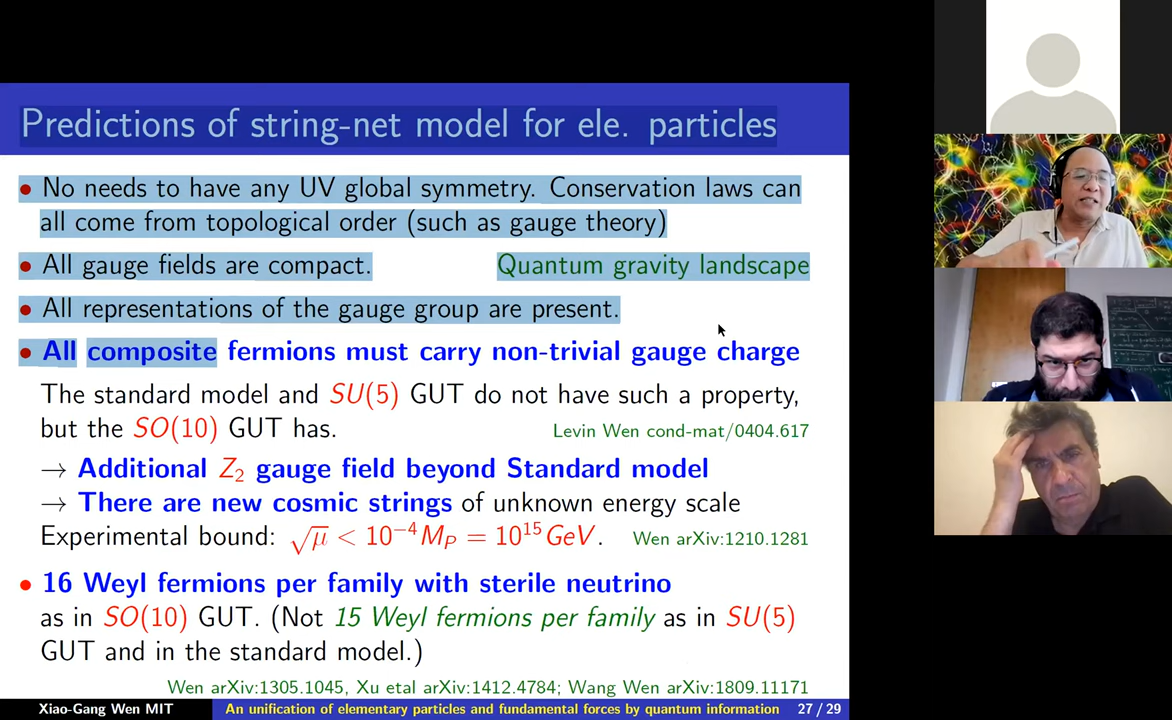 Predictions of string-net model for ele. particles
• No needs to have any UV global symmetry. Conservation laws can
all come from topological order (such as gauge theory)
• All gauge fields are compact. Quantum gravity landscape
• All representations of the gauge group are present.
• All composite fermions must carry non-trivial gauge charge
The standard model and SU(5) GUT do not have such a property,
but the SO(10) GUT has. Levin Wen cond-mat/0404.617
→ Additional Z₂ gauge field beyond Standard model
→ There are new cosmic strings of unknown energy scale
Experimental bound: √μ < 10⁻⁴M_P = 10¹⁵GeV. Wen arXiv:1210.1281
• 16 Weyl fermions per family with sterile neutrino
as in SO(10) GUT. (Not 15 Weyl fermions per family as in SU(5)
GUT and in the standard model.)
Wen arXiv:1305.1045, Xu etal arXiv:1412.4784; Wang Wen arXiv:1809.11171
Xiao-Gang Wen MIT An unification of elementary particles and fundamental forces by quantum information 27 / 29